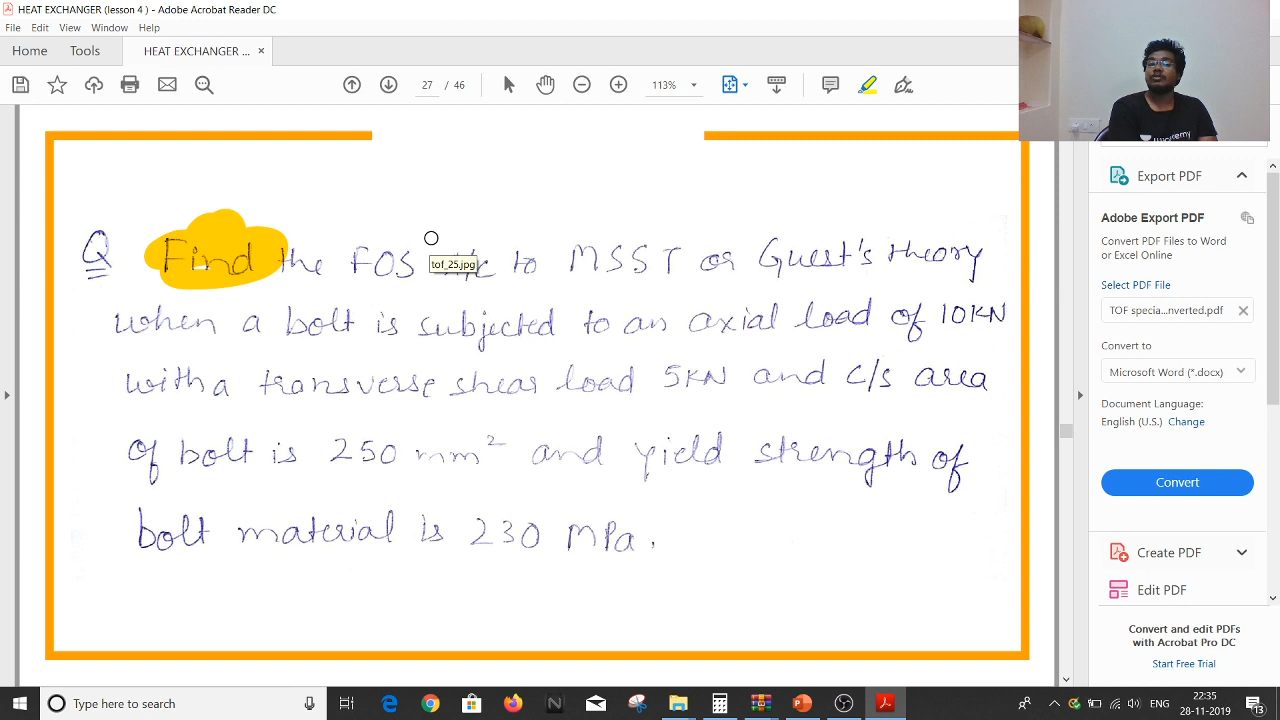 HEAT EXCHANGER (lesson 4 ) - Adobe Acrobat Reader DC
File Edit View Window Help
Home Tools HEAT EXCHANGER ... ×
27 / 46 113%
Export PDF
Adobe Export PDF
Convert PDF Files to Word
or Excel Online
Select PDF File
TOF specia...nverted.pdf
Convert to
Microsoft Word (*.docx)
Document Language:
English (U.S.) Change
Convert
Create PDF
Edit PDF
Convert and edit PDFs
with Acrobat Pro DC
Start Free Trial
Q Find the FOS to MSST or Guest's theory
tof_25.jpg
when a bolt is subjected to an axial load of 10KN
with a transverse shear load 5KN and c/s area
of bolt is 250 mm² and yield strength of
bolt material is 230 MPa.
Type here to search
ENG
22:35
28-11-2019